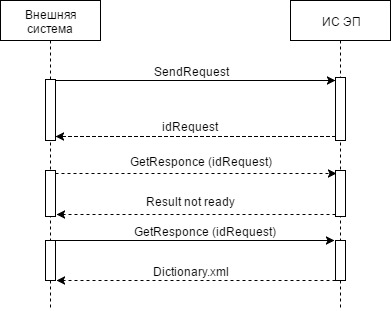 Внешняя
система
ИС ЭП
SendRequest
idRequest
GetResponce (idRequest)
Result not ready
GetResponce (idRequest)
Dictionary.xml